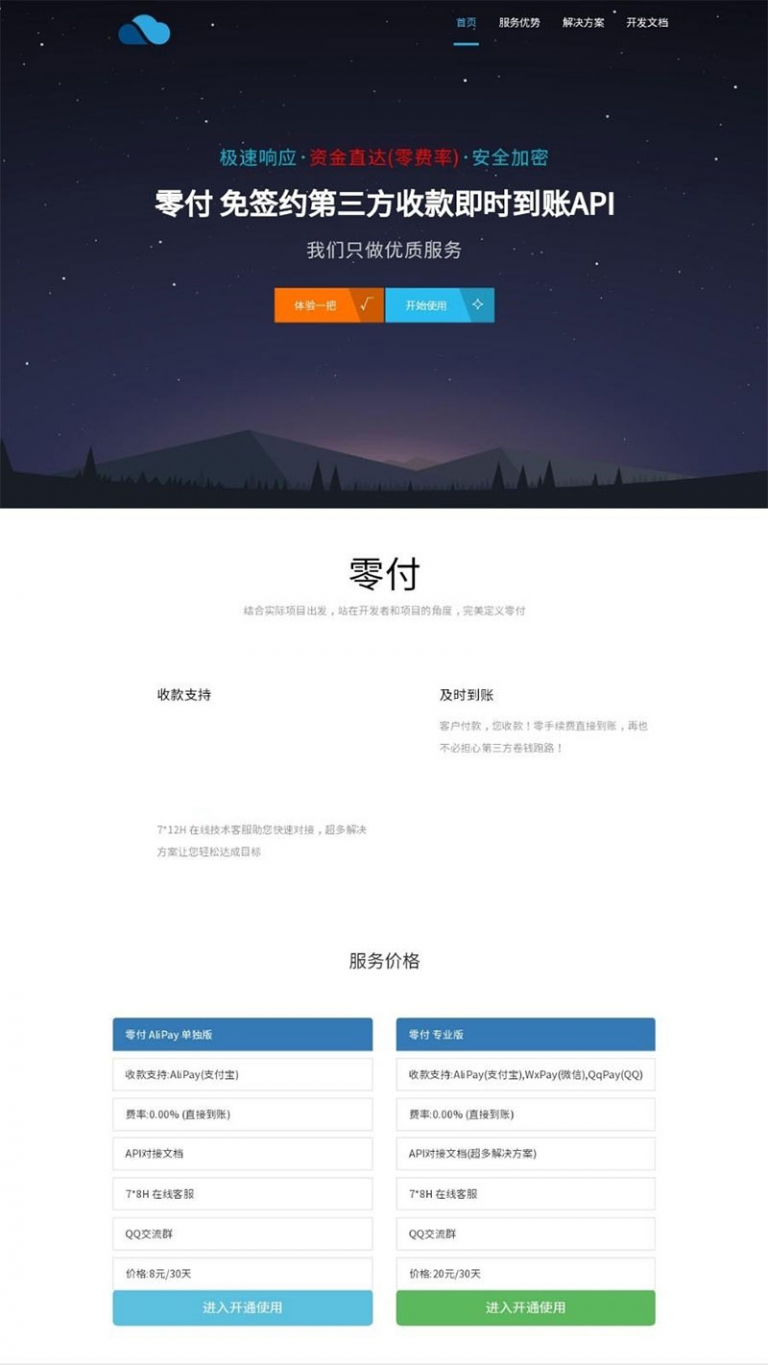 首页 服务优势 解决方案 开发文档
极速响应·资金直达(零费率)·安全加密
零付 免签约第三方收款即时到账API
我们只做优质服务
体验一把 开始使用
零付
结合实际项目出发，站在开发者和项目的角度，完美定义零付
收款支持
7*12H 在线技术客服助您快速对接，超多解决
方案让您轻松达成目标
及时到账
客户付款，您收款！零手续费直接到账，再也
不必担心第三方卷钱跑路！
服务价格
零付 AliPay 单独版
收款支持:AliPay(支付宝)
费率:0.00% (直接到账)
API对接文档
7*8H 在线客服
QQ交流群
价格:8元/30天
进入开通使用
零付 专业版
收款支持:AliPay(支付宝),WxPay(微信),QqPay(QQ)
费率:0.00% (直接到账)
API对接文档(超多解决方案)
7*8H 在线客服
QQ交流群
价格:20元/30天
进入开通使用